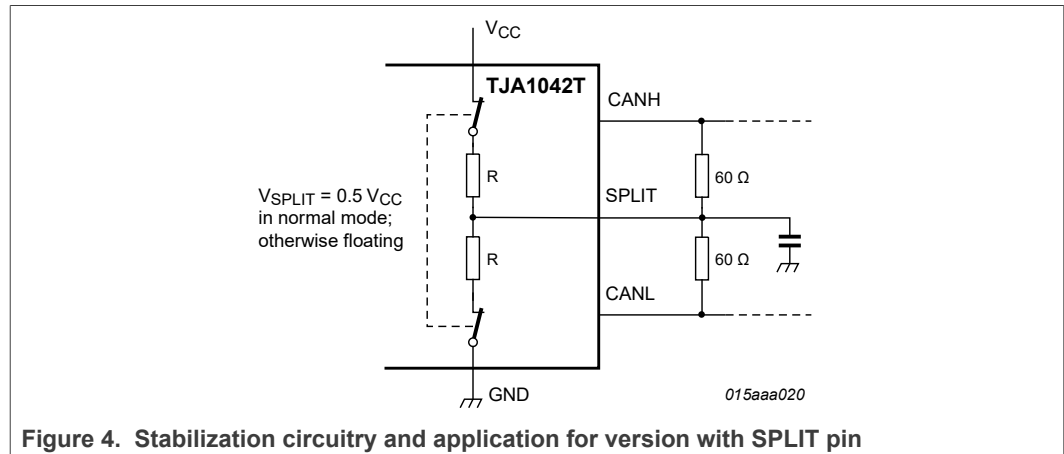 VCC
TJA1042T
CANH
R
60 Ω
VSPLIT = 0.5 VCC
in normal mode;
otherwise floating
SPLIT
R
60 Ω
CANL
GND
015aaa020
Figure 4. Stabilization circuitry and application for version with SPLIT pin